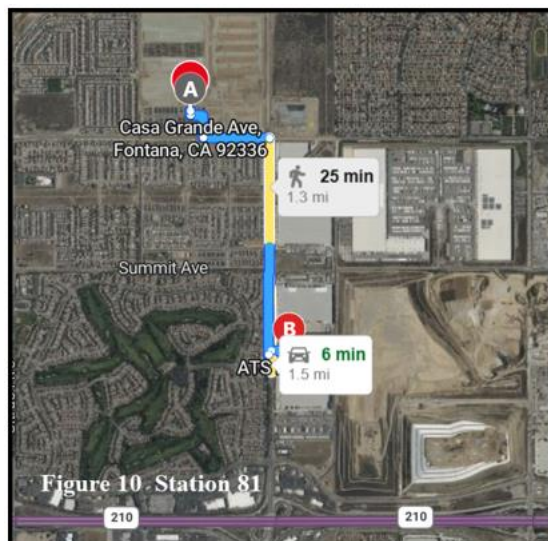 A
Casa Grande Ave,
Fontana, CA 92336
25 min
1.3 mi
Summit Ave
B
6 min
ATS
1.5 mi
Figure 10 Station 81
210
210